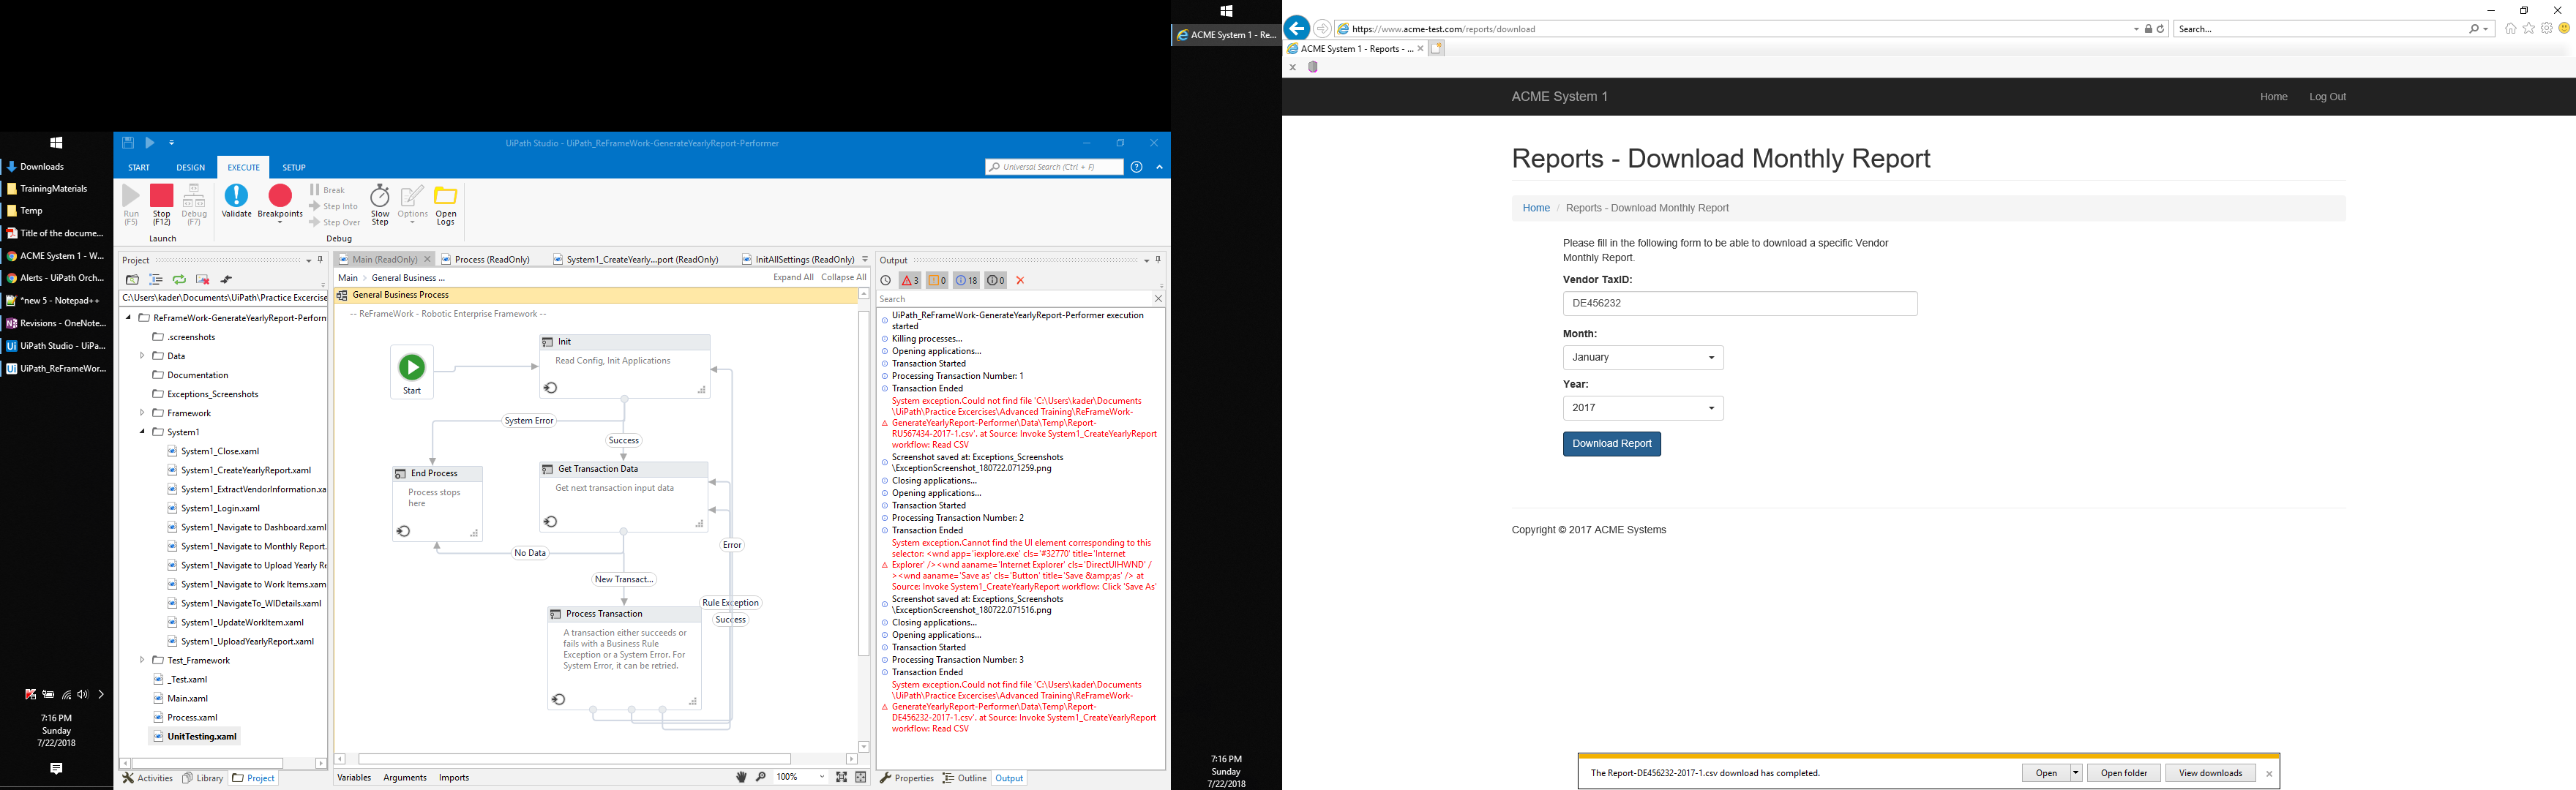 Downloads
TrainingMaterials
Temp
Title of the docume...
ACME System 1 - W...
Alerts - UiPath Orch...
*new 5 - Notepad++
Revisions - OneNote...
UiPath Studio - UiPa...
UiPath_ReFrameWor...
7:16 PM
Sunday
7/22/2018
UiPath Studio - UiPath_ReFrameWork-GenerateYearlyReport-Performer
START DESIGN EXECUTE SETUP
Universal Search (Ctrl + F)
Run (F5)
Stop (F12)
Debug (F7)
Launch
Validate
Breakpoints
Break
Step Into
Step Over
Slow Step
Options
Open Logs
Debug
Project
C:\Users\kader\Documents\UiPath\Practice Excercise
ReFrameWork-GenerateYearlyReport-Perforn
.screenshots
Data
Documentation
Exceptions_Screenshots
Framework
System1
System1_Close.xaml
System1_CreateYearlyReport.xaml
System1_ExtractVendorInformation.xa
System1_Login.xaml
System1_Navigate to Dashboard.xaml
System1_Navigate to Monthly Report.
System1_Navigate to Upload Yearly Re
System1_Navigate to Work Items.xam
System1_NavigateTo_WIDetails.xaml
System1_UpdateWorkItem.xaml
System1_UploadYearlyReport.xaml
Test_Framework
_Test.xaml
Main.xaml
Process.xaml
UnitTesting.xaml
Activities Library Project
Main (ReadOnly) Process (ReadOnly) System1_CreateYearly...port (ReadOnly) InitAllSettings (ReadOnly)
Main > General Business ... Expand All Collapse All
General Business Process
-- ReFrameWork - Robotic Enterprise Framework --
Start
Init
Read Config, Init Applications
System Error
Success
End Process
Process stops
here
Get Transaction Data
Get next transaction input data
No Data
Error
New Transact...
Process Transaction
A transaction either succeeds or
fails with a Business Rule
Exception or a System Error. For
System Error, it can be retried.
Rule Exception
Success
Variables Arguments Imports 100%
Output
3 0 18 0
Search
UiPath_ReFrameWork-GenerateYearlyReport-Performer execution
started
Killing processes...
Opening applications...
Transaction Started
Processing Transaction Number: 1
Transaction Ended
System exception.Could not find file 'C:\Users\kader\Documents
\UiPath\Practice Excercises\Advanced Training\ReFrameWork-
GenerateYearlyReport-Performer\Data\Temp\Report-
RU567434-2017-1.csv'. at Source: Invoke System1_CreateYearlyReport
workflow: Read CSV
Screenshot saved at: Exceptions_Screenshots
\ExceptionScreenshot_180722.071259.png
Closing applications...
Opening applications...
Transaction Started
Processing Transaction Number: 2
Transaction Ended
System exception.Cannot find the UI element corresponding to this
selector: <wnd app='iexplore.exe' cls='#32770' title='Internet
Explorer' /><wnd aaname='Internet Explorer' cls='DirectUIHWND' /
><wnd aaname='Save as' cls='Button' title='Save &amp;as' /> at
Source: Invoke System1_CreateYearlyReport workflow: Click 'Save As'
Screenshot saved at: Exceptions_Screenshots
\ExceptionScreenshot_180722.071516.png
Closing applications...
Opening applications...
Transaction Started
Processing Transaction Number: 3
Transaction Ended
System exception.Could not find file 'C:\Users\kader\Documents
\UiPath\Practice Excercises\Advanced Training\ReFrameWork-
GenerateYearlyReport-Performer\Data\Temp\Report-
DE456232-2017-1.csv'. at Source: Invoke System1_CreateYearlyReport
workflow: Read CSV
Properties Outline Output
ACME System 1 - Re...
7:16 PM
Sunday
7/22/2018
https://www.acme-test.com/reports/download
Search...
ACME System 1 - Reports - ...
ACME System 1 Home Log Out
Reports - Download Monthly Report
Home / Reports - Download Monthly Report
Please fill in the following form to be able to download a specific Vendor
Monthly Report.
Vendor TaxID:
DE456232
Month:
January
Year:
2017
Download Report
Copyright © 2017 ACME Systems
The Report-DE456232-2017-1.csv download has completed. Open Open folder View downloads